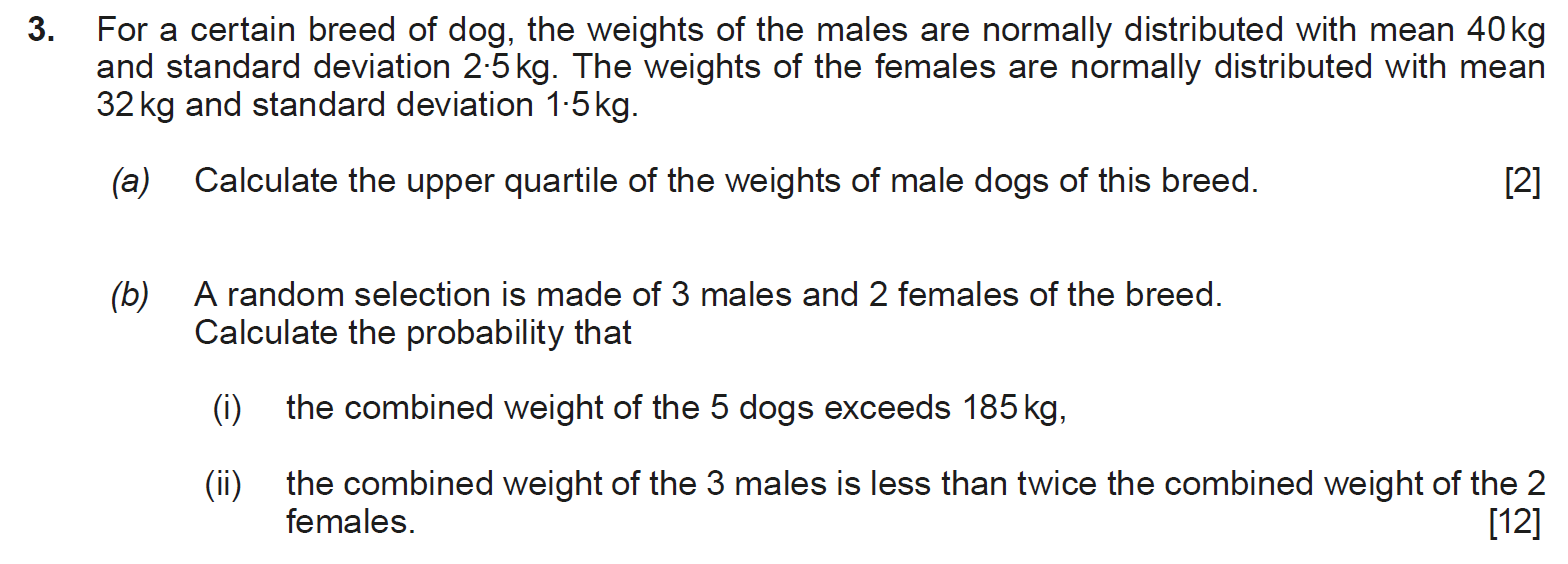 3. For a certain breed of dog, the weights of the males are normally distributed with mean 40 kg
and standard deviation 2·5 kg. The weights of the females are normally distributed with mean
32 kg and standard deviation 1·5 kg.
(a) Calculate the upper quartile of the weights of male dogs of this breed. [2]
(b) A random selection is made of 3 males and 2 females of the breed.
Calculate the probability that
(i) the combined weight of the 5 dogs exceeds 185 kg,
(ii) the combined weight of the 3 males is less than twice the combined weight of the 2
females. [12]